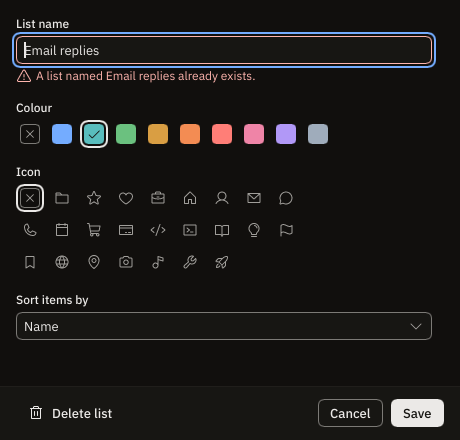 List name
Email replies
A list named Email replies already exists.
Colour
Icon
Sort items by
Name
Delete list
Cancel
Save